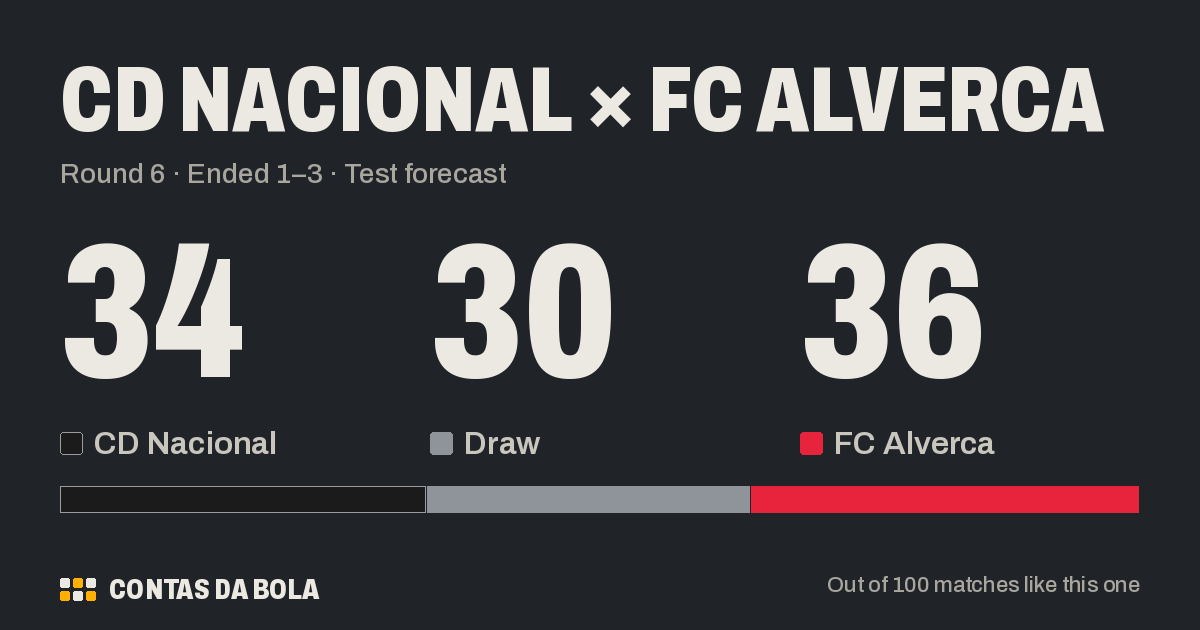 CD NACIONAL × FC ALVERCA
Round 6 · Ended 1–3 · Test forecast
34 30 36
CD Nacional Draw FC Alverca
CONTAS DA BOLA
Out of 100 matches like this one